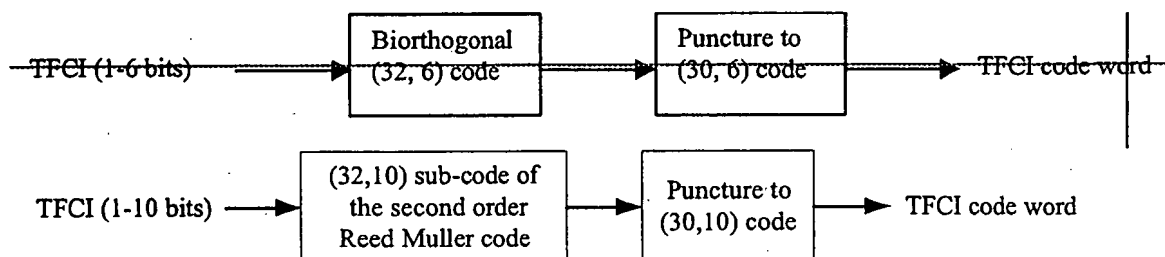 TFCI (1-6 bits)
Biorthogonal
(32, 6) code
Puncture to
(30, 6) code
TFCI code word
TFCI (1-10 bits)
(32,10) sub-code of
the second order
Reed Muller code
Puncture to
(30,10) code
TFCI code word